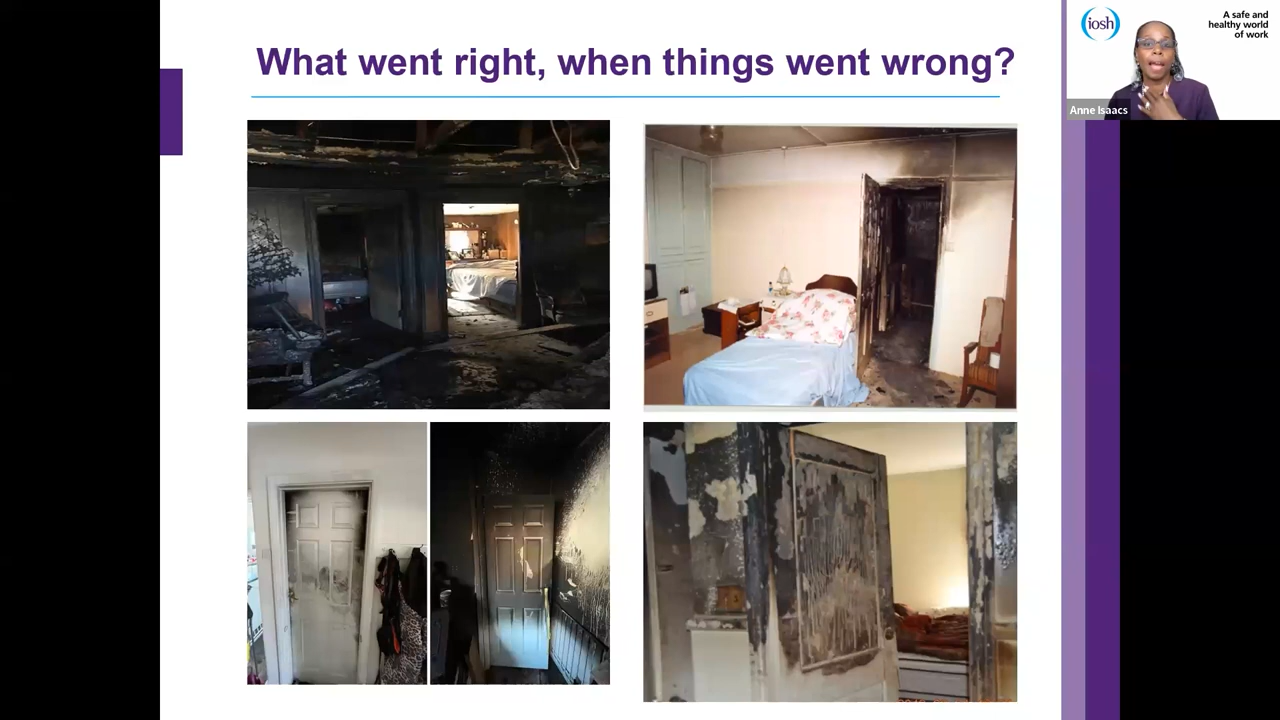 What went right, when things went wrong?
iosh
A safe and
healthy world
of work
Anne Isaacs